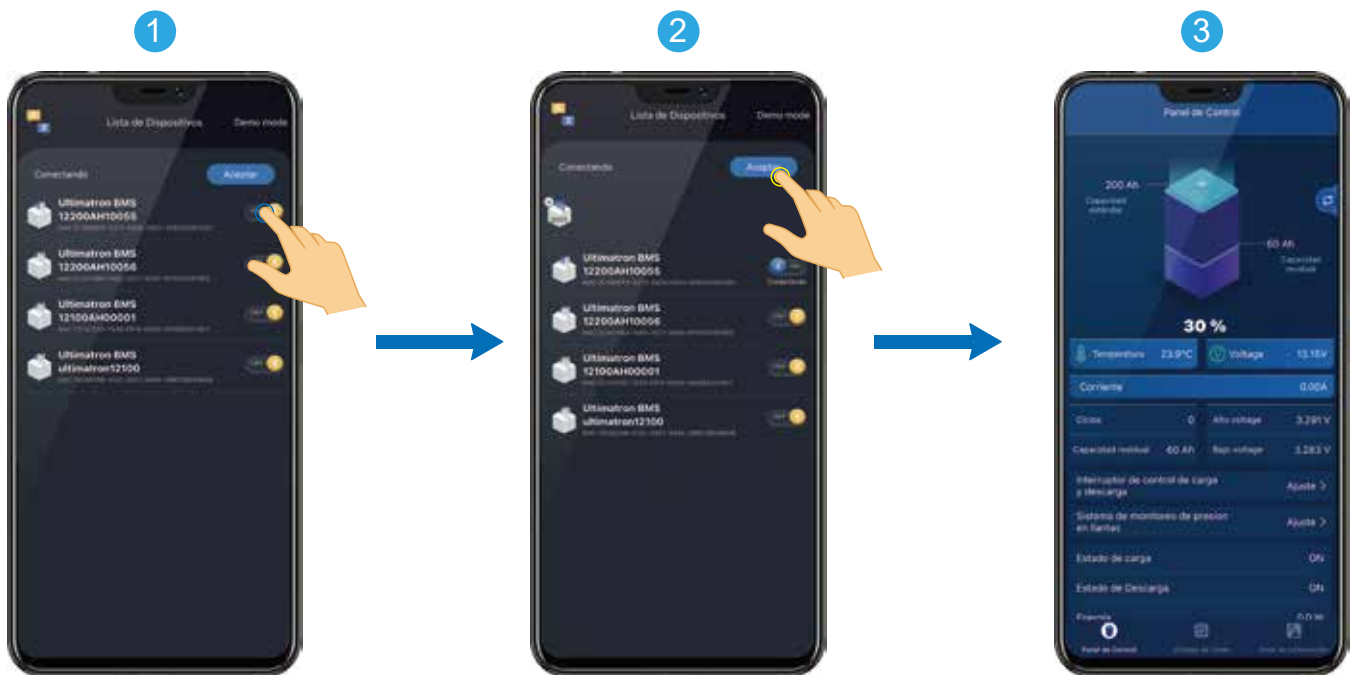 1
2
3
Lista de Dispositivos
Demo mode
Conectando
Aceptar
Ultimatron BMS
12200AH10055
Ultimatron BMS
12200AH10056
Ultimatron BMS
12100AH00001
Ultimatron BMS
ultimatron12100
Lista de Dispositivos
Demo mode
Conectando
Aceptar
Ultimatron BMS
12200AH10055
Ultimatron BMS
12200AH10056
Ultimatron BMS
12100AH00001
Ultimatron BMS
ultimatron12100
Panel de Control
200 Ah
Capacidad
estándar
60 Ah
Capacidad
residual
30 %
Temperatura 23.9°C
Voltage 13.15V
Corriente 0.00A
Ciclos 0
Alto voltage 3.291 V
Capacidad residual 60 Ah
Bajo voltage 3.283 V
Interruptor de control de carga
y descarga
Ajuste >
Sistema de monitoreo de presion
en llantas
Ajuste >
Estado de carga ON
Estado de Descarga ON
Panel de Control